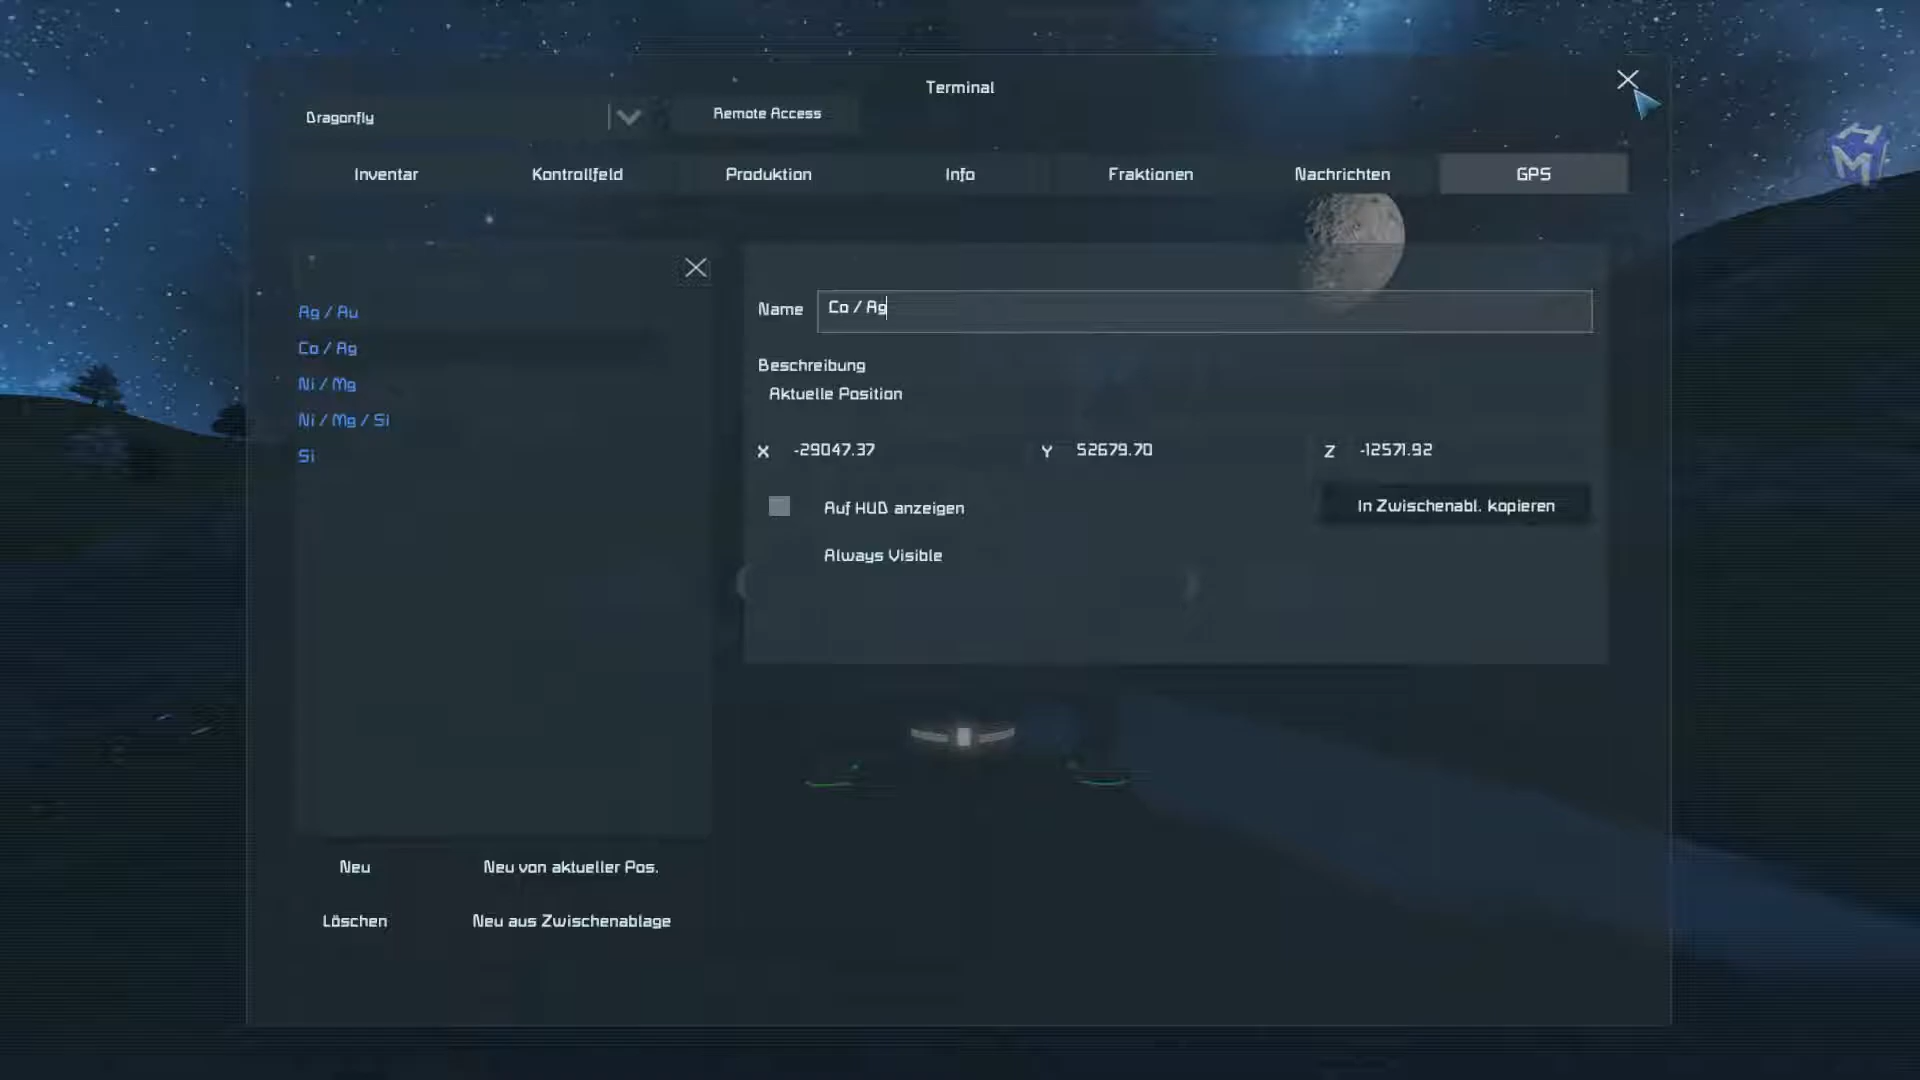 Terminal
Dragonfly
Remote Access
Inventar
Kontrollfeld
Produktion
Info
Fraktionen
Nachrichten
GPS
Ag / Au
Co / Ag
Ni / Mg
Ni / Mg / Si
Si
Name
Co / Ag
Beschreibung
Aktuelle Position
X -29047.37 Y 52679.70 Z -12571.92
Auf HUD anzeigen
In Zwischenabl. kopieren
Always Visible
Neu
Neu von aktueller Pos.
Löschen
Neu aus Zwischenablage